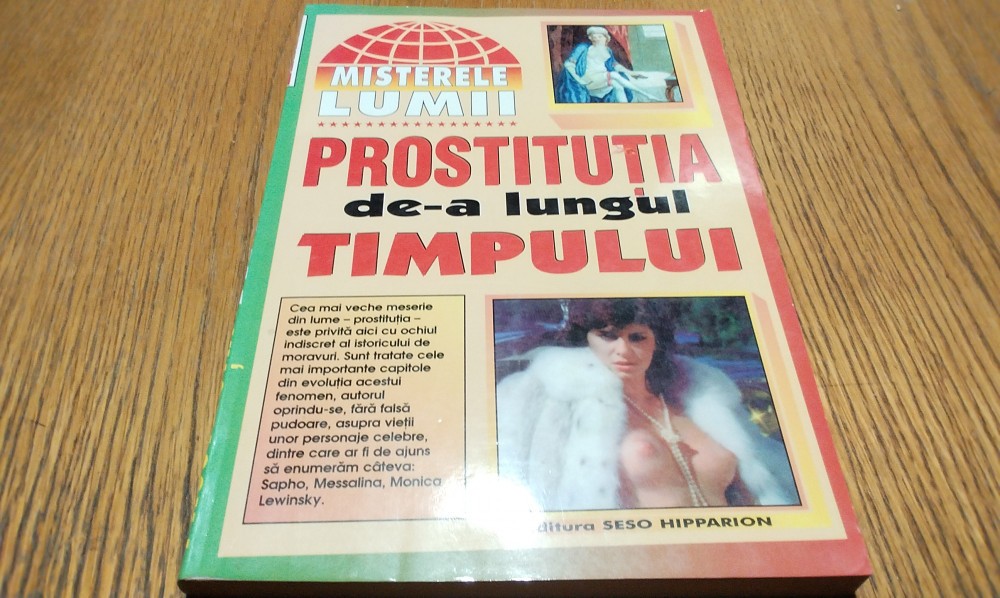 MISTERELE
LUMII
PROSTITUȚIA
de-a lungul
TIMPULUI
Cea mai veche meserie
din lume – prostituția –
este privită aici cu ochiul
indiscret al istoricului de
moravuri. Sunt tratate cele
mai importante capitole
din evoluția acestui
fenomen, autorul
oprindu-se, fără falsă
pudoare, asupra vieții
unor personaje celebre,
dintre care ar fi de ajuns
să enumerăm câteva:
Sapho, Messalina, Monica
Lewinsky.
ditura SESO HIPPARION